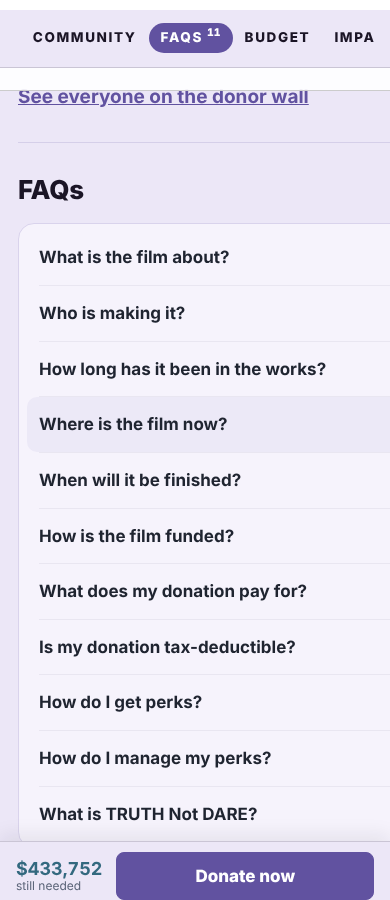 COMMUNITY FAQS 11 BUDGET IMPA
See everyone on the donor wall
FAQs
What is the film about?
Who is making it?
How long has it been in the works?
Where is the film now?
When will it be finished?
How is the film funded?
What does my donation pay for?
Is my donation tax-deductible?
How do I get perks?
How do I manage my perks?
What is TRUTH Not DARE?
$433,752
still needed
Donate now